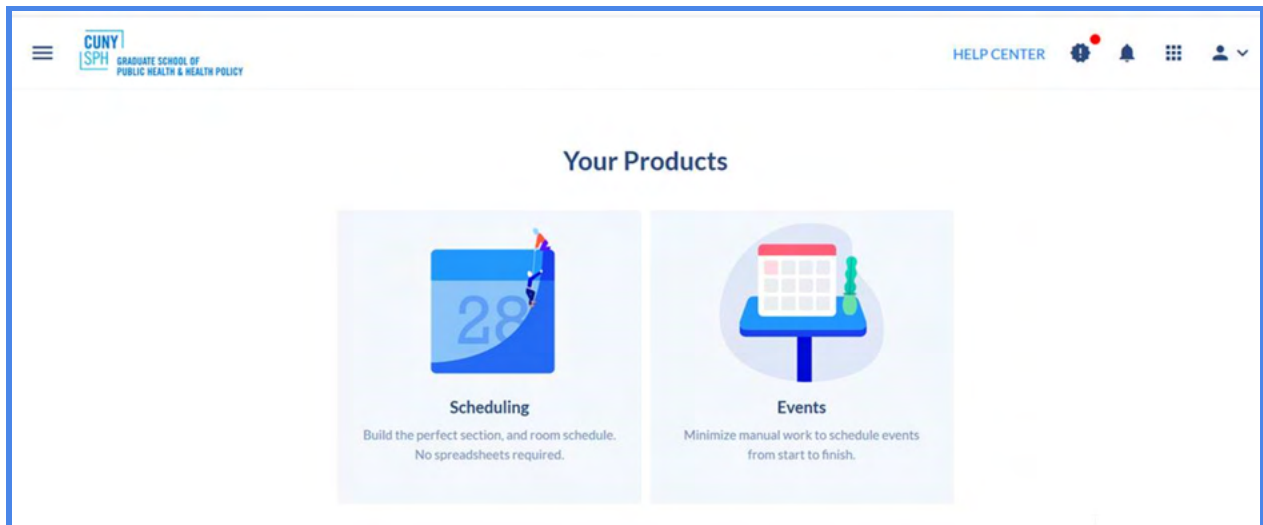 CUNY
SPH GRADUATE SCHOOL OF
PUBLIC HEALTH & HEALTH POLICY
HELP CENTER
Your Products
28
Scheduling
Build the perfect section, and room schedule.
No spreadsheets required.
Events
Minimize manual work to schedule events
from start to finish.